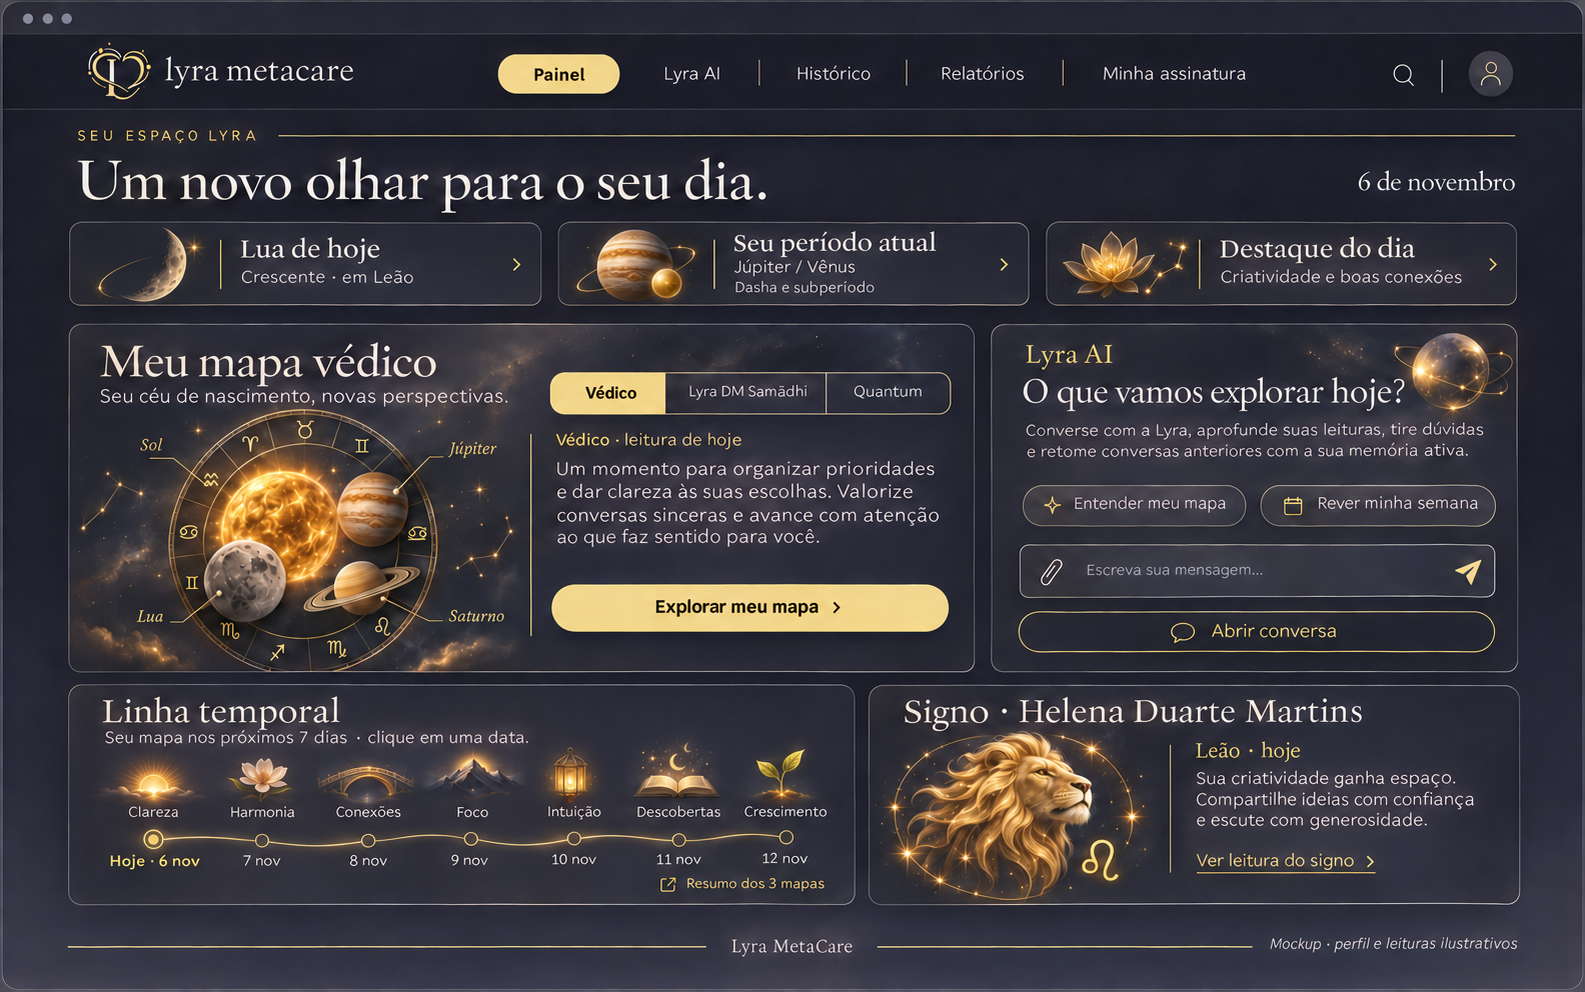 lyra metacare
Painel
Lyra AI
Histórico
Relatórios
Minha assinatura
SEU ESPAÇO LYRA
Um novo olhar para o seu dia.
6 de novembro
Lua de hoje
Crescente · em Leão
Seu período atual
Júpiter / Vênus
Dasha e subperíodo
Destaque do dia
Criatividade e boas conexões
Meu mapa védico
Seu céu de nascimento, novas perspectivas.
Sol
Júpiter
Lua
Saturno
Védico
Lyra DM Samādhi
Quantum
Védico · leitura de hoje
Um momento para organizar prioridades
e dar clareza às suas escolhas. Valorize
conversas sinceras e avance com atenção
ao que faz sentido para você.
Explorar meu mapa
Lyra AI
O que vamos explorar hoje?
Converse com a Lyra, aprofunde suas leituras, tire dúvidas
e retome conversas anteriores com a sua memória ativa.
Entender meu mapa
Rever minha semana
Escreva sua mensagem...
Abrir conversa
Linha temporal
Seu mapa nos próximos 7 dias · clique em uma data.
Clareza
Harmonia
Conexões
Foco
Intuição
Descobertas
Crescimento
Hoje · 6 nov
7 nov
8 nov
9 nov
10 nov
11 nov
12 nov
Resumo dos 3 mapas
Signo · Helena Duarte Martins
Leão · hoje
Sua criatividade ganha espaço.
Compartilhe ideias com confiança
e escute com generosidade.
Ver leitura do signo
Lyra MetaCare
Mockup · perfil e leituras ilustrativos